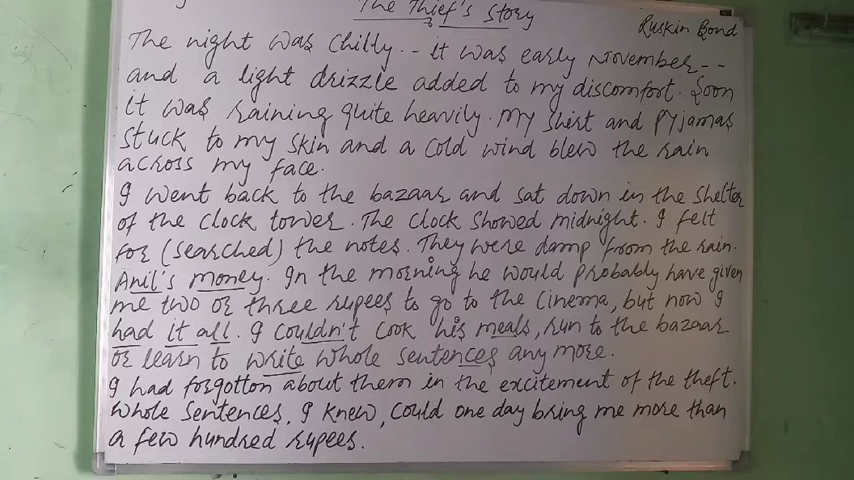 The Thief's Story
Ruskin Bond
The night was chilly -- it was early November --
and a light drizzle added to my discomfort. Soon
it was raining quite heavily. My shirt and pyjamas
stuck to my skin and a cold wind blew the rain
across my face.
I went back to the bazaar and sat down in the shelter
of the clock tower. The clock showed midnight. I felt
for (searched) the notes. They were damp from the rain.
Anil's money. In the morning he would probably have given
me two or three rupees to go to the cinema, but now I
had it all. I couldn't cook his meals, run to the bazaar
or learn to write whole sentences any more.
I had forgotton about them in the excitement of the theft.
Whole sentences, I knew, could one day bring me more than
a few hundred rupees.